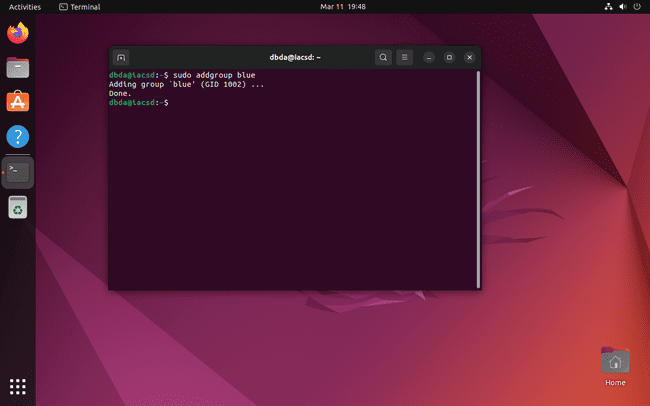 Activities Terminal Mar 11 19:48
dbda@iacsd: ~
dbda@iacsd:~$ sudo addgroup blue
Adding group `blue' (GID 1002) ...
Done.
dbda@iacsd:~$
Home